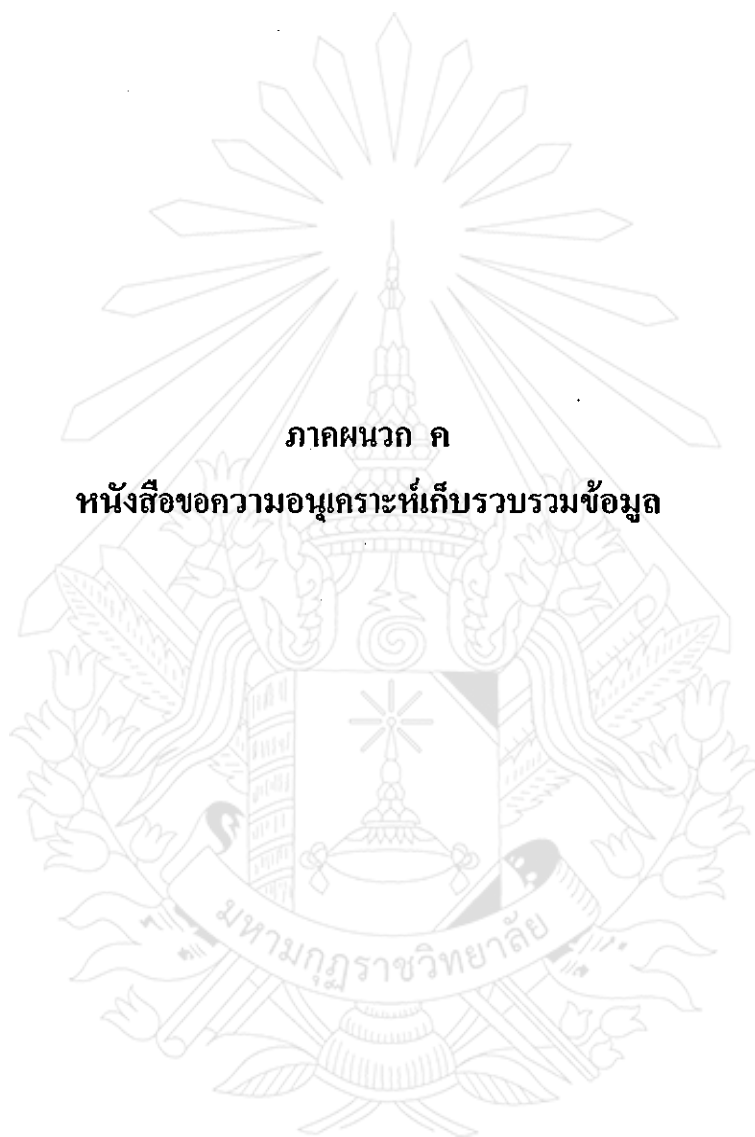 ภาคผนวก ค
หนังสือขอความอนุเคราะห์เก็บรวบรวมข้อมูล
มหามกุฏราชวิทยาลัย